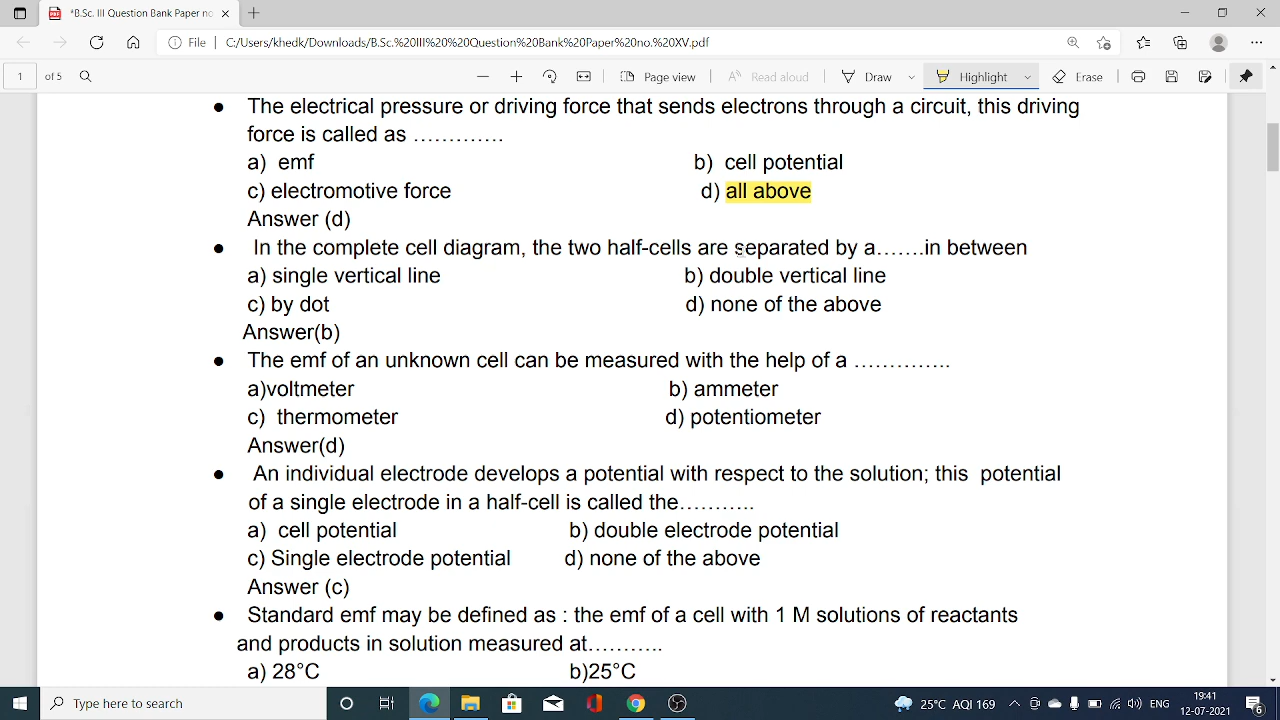 *B.Sc. III Question Bank Paper no
File | C:/Users/khedk/Downloads/B.Sc.%20III%20%20Question%20Bank%20Paper%20no.%20XV.pdf
1 of 5 Page view Read aloud Draw Highlight Erase
● The electrical pressure or driving force that sends electrons through a circuit, this driving
force is called as ………….
a) emf b) cell potential
c) electromotive force d) all above
Answer (d)
● In the complete cell diagram, the two half-cells are separated by a…….in between
a) single vertical line b) double vertical line
c) by dot d) none of the above
Answer(b)
● The emf of an unknown cell can be measured with the help of a …………..
a)voltmeter b) ammeter
c) thermometer d) potentiometer
Answer(d)
● An individual electrode develops a potential with respect to the solution; this potential
of a single electrode in a half-cell is called the………..
a) cell potential b) double electrode potential
c) Single electrode potential d) none of the above
Answer (c)
● Standard emf may be defined as : the emf of a cell with 1 M solutions of reactants
and products in solution measured at………..
a) 28°C b)25°C
Type here to search 25°C AQI 169 ENG 19:41
12-07-2021 6